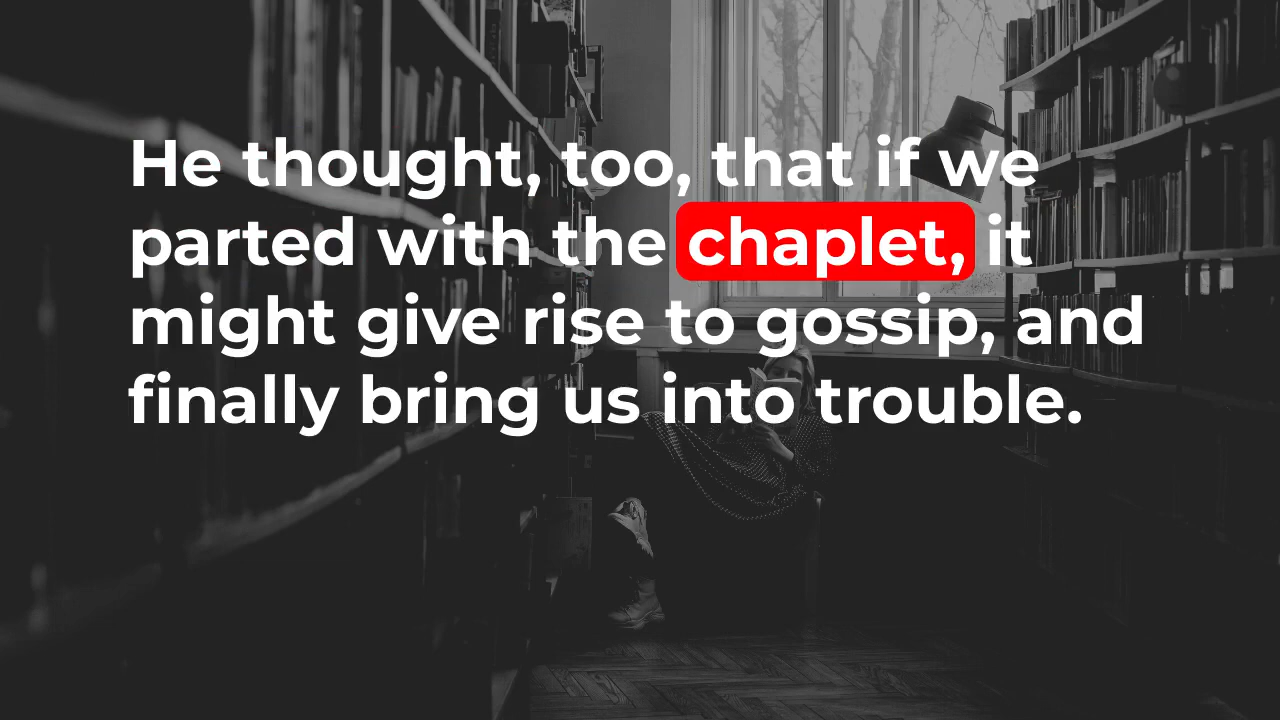 He thought, too, that if we
parted with the chaplet, it
might give rise to gossip, and
finally bring us into trouble.